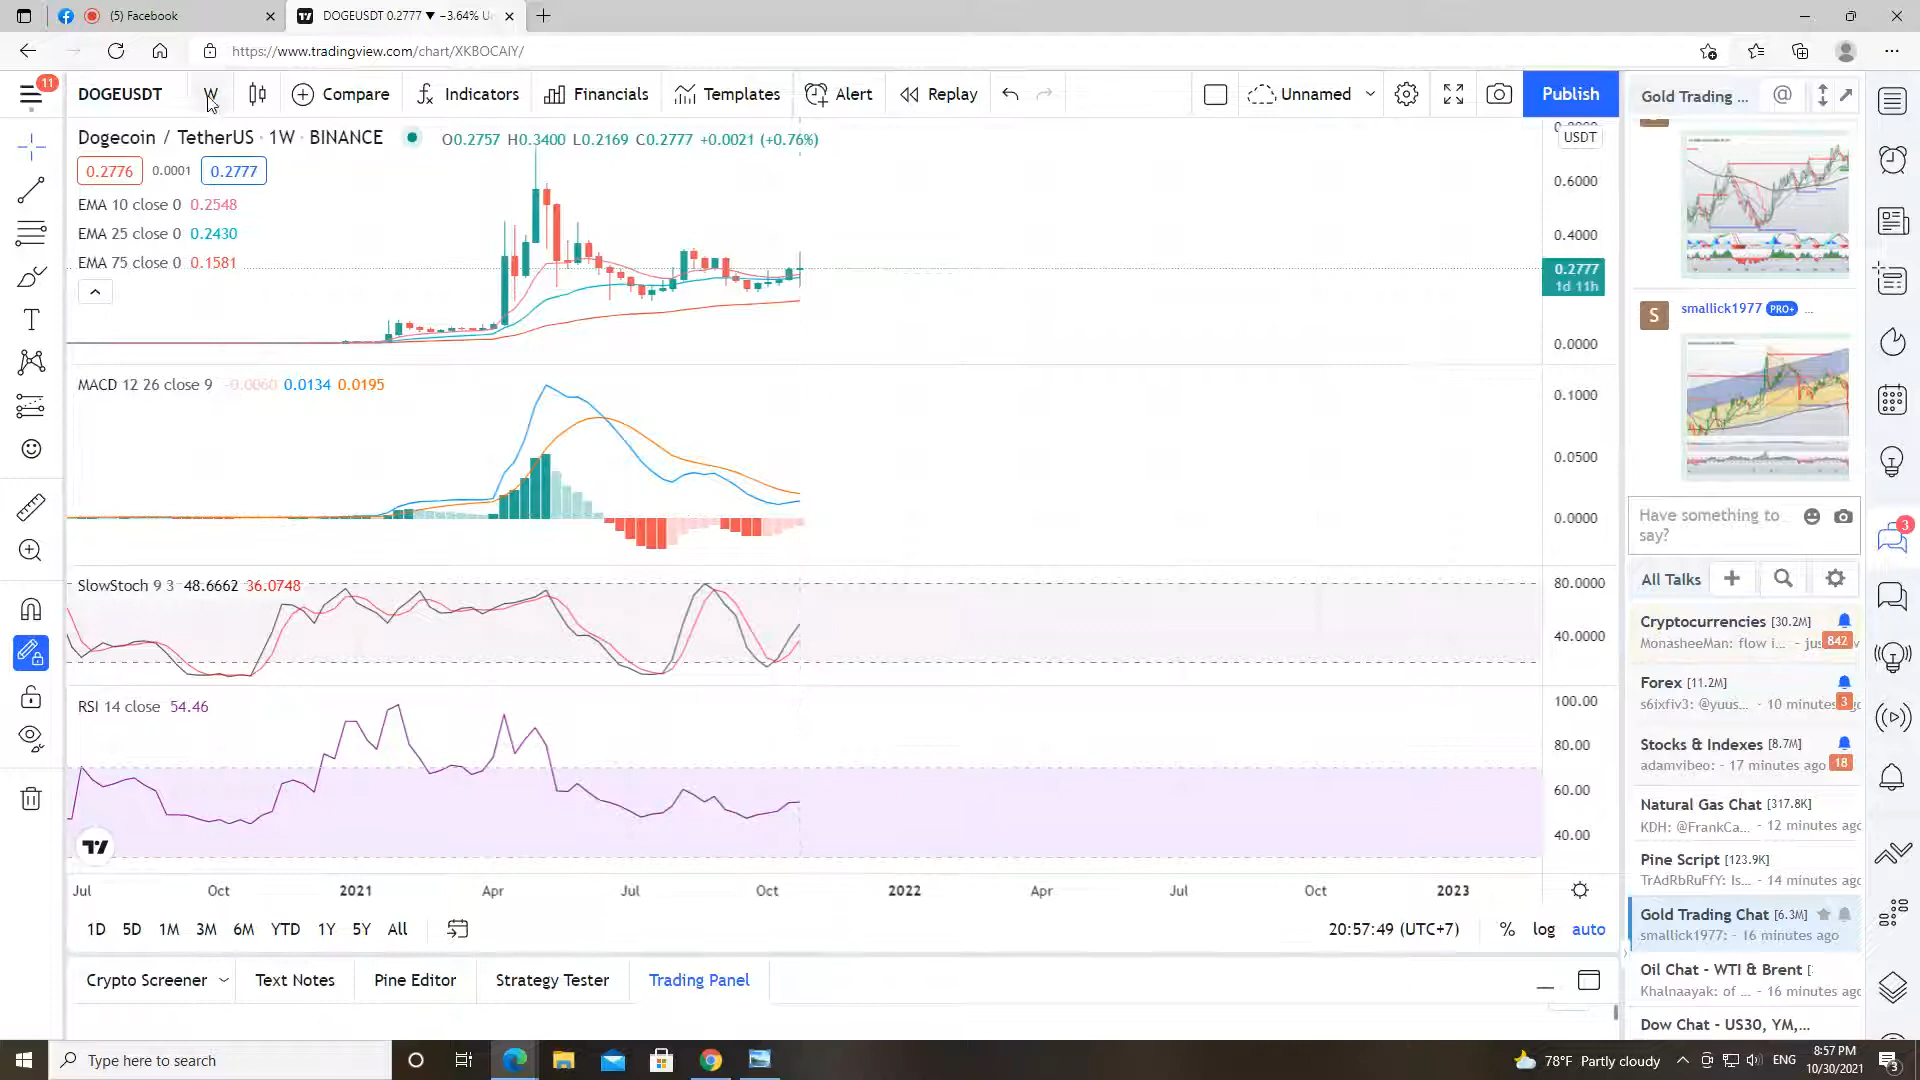 (5) Facebook
DOGEUSDT 0.2777 ▼ −3.64% U
https://www.tradingview.com/chart/XKBOCAIY/
11
DOGEUSDT
W
Compare
Indicators
Financials
Templates
Alert
Replay
Unnamed
Publish
Gold Trading ...
Dogecoin / TetherUS · 1W · BINANCE
O0.2757 H0.3400 L0.2169 C0.2777 +0.0021 (+0.76%)
USDT
0.2776
0.0001
0.2777
EMA 10 close 0 0.2548
EMA 25 close 0 0.2430
EMA 75 close 0 0.1581
0.6000
0.4000
0.2777
1d 11h
0.0000
MACD 12 26 close 9 -0.0060 0.0134 0.0195
0.1000
0.0500
0.0000
SlowStoch 9 3 48.6662 36.0748
80.0000
40.0000
RSI 14 close 54.46
100.00
80.00
60.00
40.00
Jul
Oct
2021
Apr
Jul
Oct
2022
Apr
Jul
Oct
2023
1D
5D
1M
3M
6M
YTD
1Y
5Y
All
20:57:49 (UTC+7)
%
log
auto
Crypto Screener
Text Notes
Pine Editor
Strategy Tester
Trading Panel
S
smallick1977 PRO+ ...
Have something to
say?
3
All Talks
Cryptocurrencies [30.2M]
MonasheeMan: flow i... - jus
842
Forex [11.2M]
s6ixfiv3: @yuus... - 10 minutes
3
Stocks & Indexes [8.7M]
adamvibeo: - 17 minutes ago
18
Natural Gas Chat [317.8K]
KDH: @FrankCa... - 12 minutes ago
Pine Script [123.9K]
TrAdRbRuFfY: Is... - 14 minutes ago
Gold Trading Chat [6.3M]
smallick1977: - 16 minutes ago
Oil Chat - WTI & Brent [
Khalnaayak: of ... - 16 minutes ago
Dow Chat - US30, YM,...
Type here to search
78°F Partly cloudy
ENG
8:57 PM
10/30/2021
3